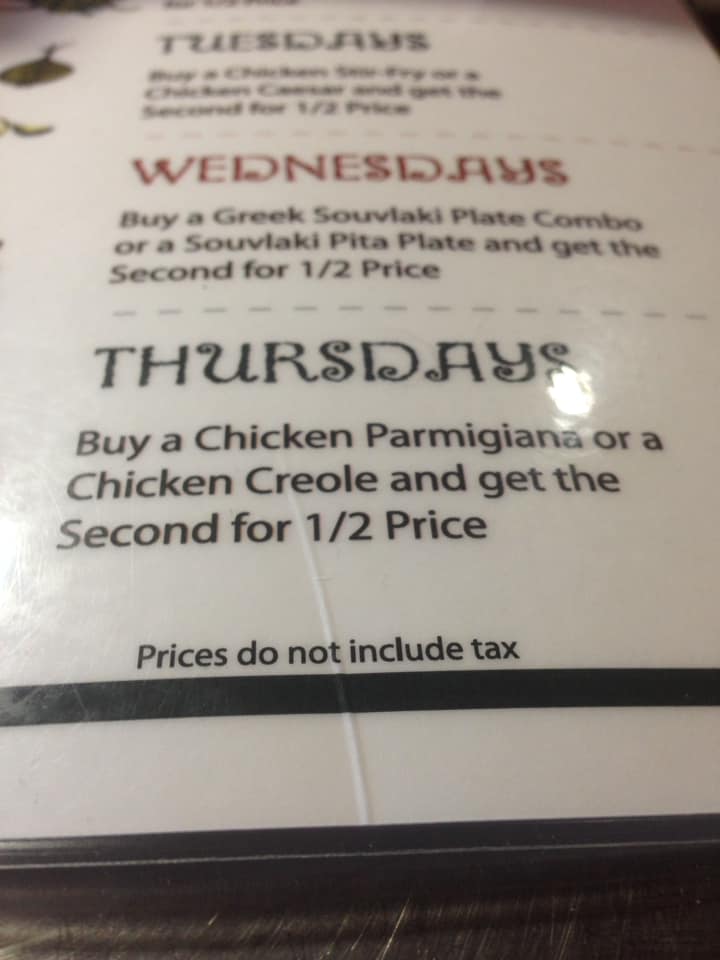 TUESDAYS
Buy a Chicken Stir-Fry or a
Chicken Caesar and get the
Second for 1/2 Price
WEDNESDAYS
Buy a Greek Souvlaki Plate Combo
or a Souvlaki Pita Plate and get the
Second for 1/2 Price
THURSDAYS
Buy a Chicken Parmigiana or a
Chicken Creole and get the
Second for 1/2 Price
Prices do not include tax